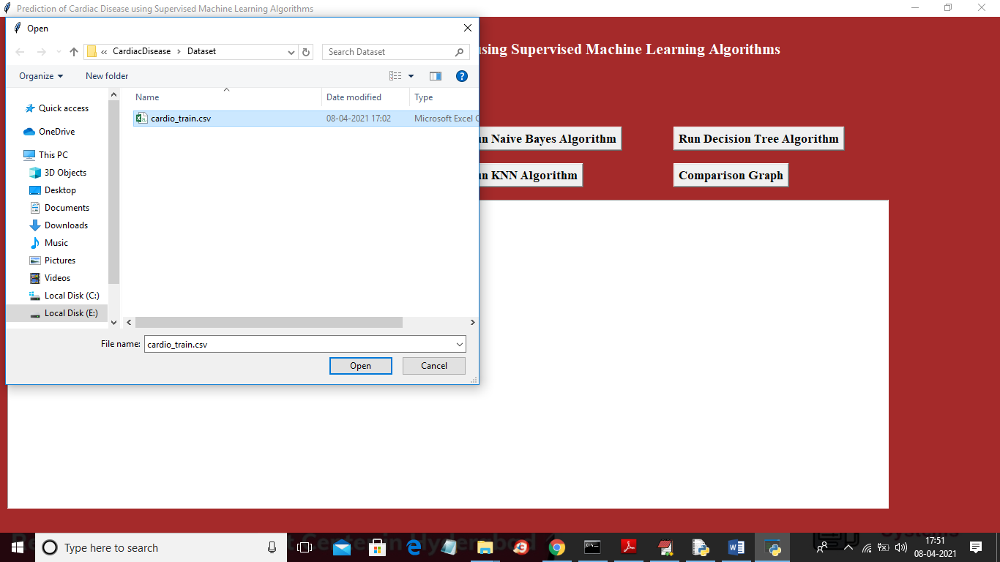 Prediction of Cardiac Disease using Supervised Machine Learning Algorithms
Open
« CardiacDisease › Dataset
Search Dataset
using Supervised Machine Learning Algorithms
Organize
New folder
Name
Date modified
Type
Quick access
cardio_train.csv
08-04-2021 17:02
Microsoft Excel C
OneDrive
Naive Bayes Algorithm
Run Decision Tree Algorithm
This PC
3D Objects
KNN Algorithm
Comparison Graph
Desktop
Documents
Downloads
Music
Pictures
Videos
Local Disk (C:)
Local Disk (E:)
File name:
cardio_train.csv
Open
Cancel
Type here to search
17:51
08-04-2021